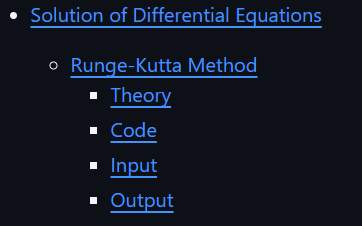 Solution of Differential Equations
Runge-Kutta Method
Theory
Code
Input
Output